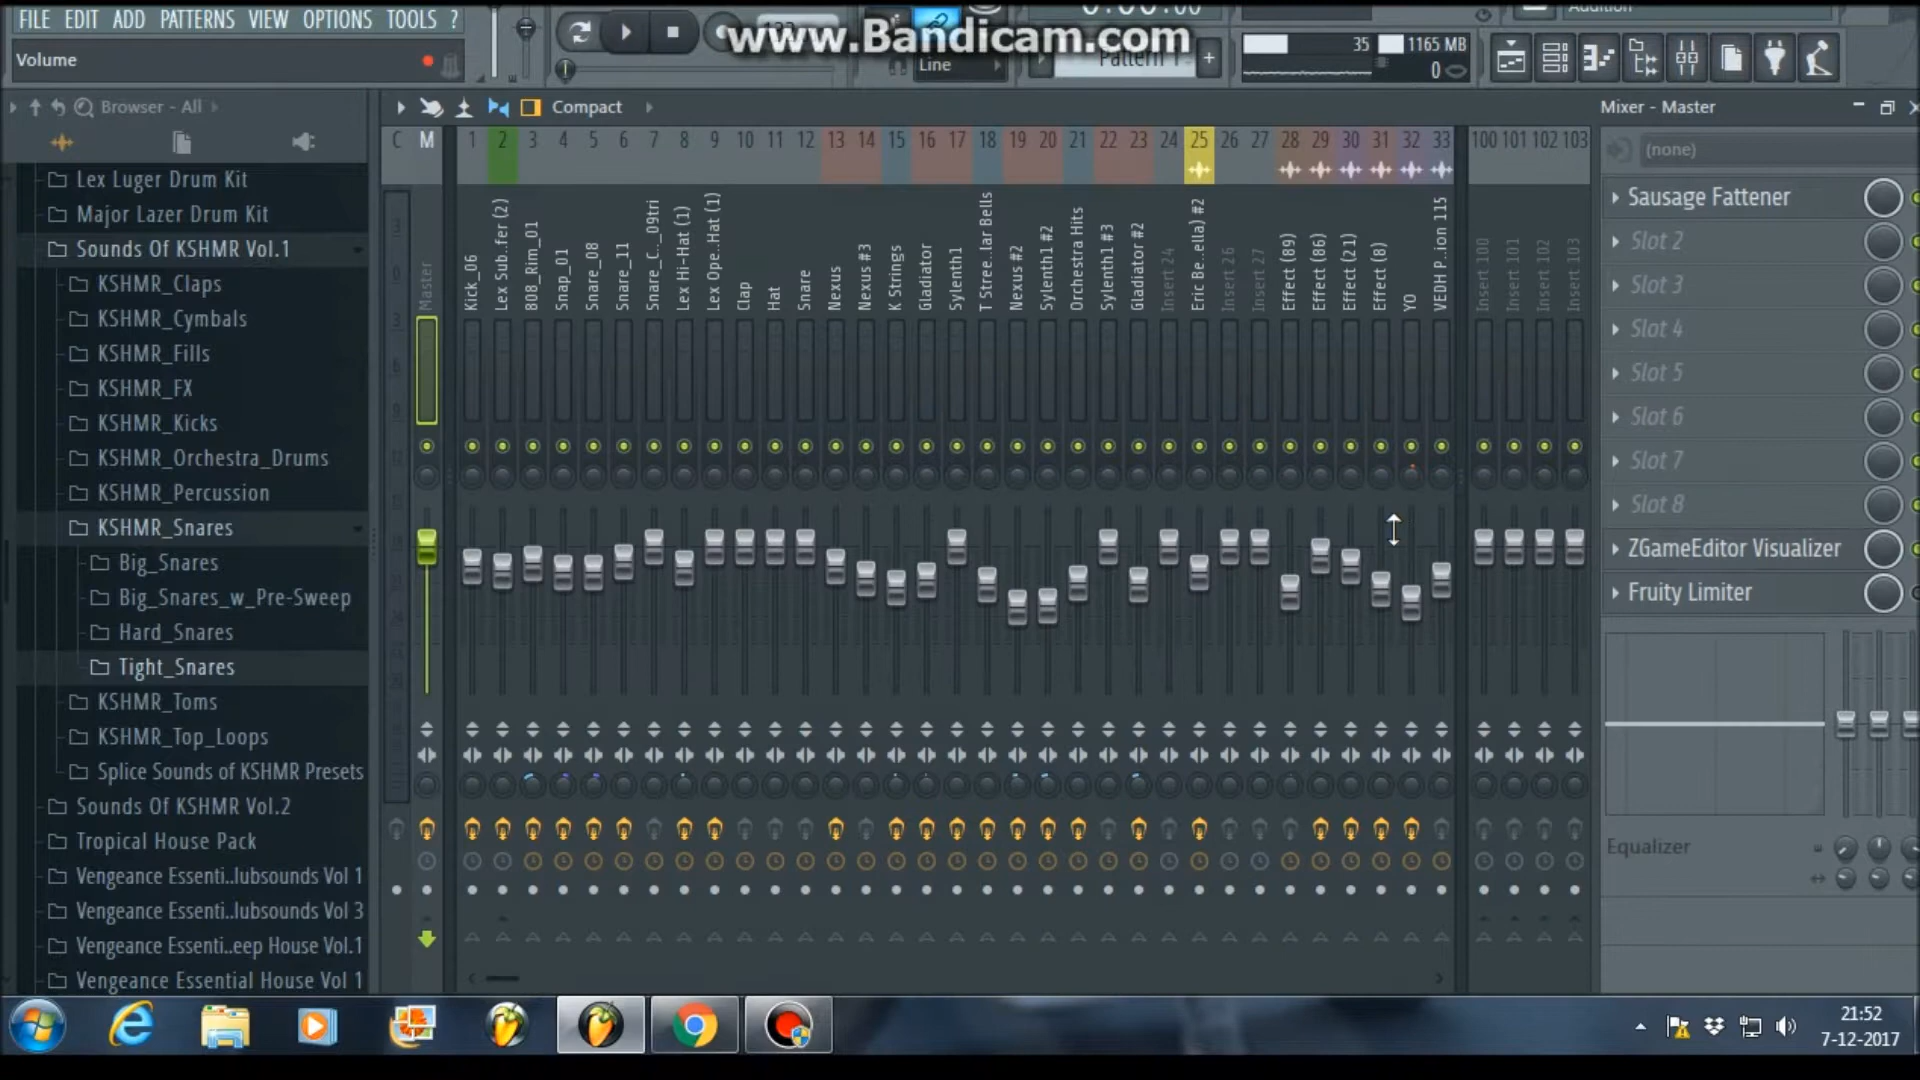 FILE EDIT ADD PATTERNS VIEW OPTIONS TOOLS ?
www.Bandicam.com
Volume
Line
Pattern 1
35
1165 MB
0
Browser - All
Compact
Mixer - Master
(none)
C M 1 2 3 4 5 6 7 8 9 10 11 12 13 14 15 16 17 18 19 20 21 22 23 24 25 26 27 28 29 30 31 32 33 100 101 102 103
Master
Kick_06
Lex Sub..fer (2)
808_Rim_01
Snap_01
Snare_08
Snare_11
Snare_C.._09tri
Lex Hi-Hat (1)
Lex Ope..Hat (1)
Clap
Hat
Snare
Nexus
Nexus #3
K Strings
Gladiator
Sylenth1
T Stree..lar Bells
Nexus #2
Sylenth1 #2
Orchestra Hits
Sylenth1 #3
Gladiator #2
Insert 24
Eric Be..ella) #2
Insert 26
Insert 27
Effect (89)
Effect (86)
Effect (21)
Effect (8)
YO
VEDH P..ion 115
Insert 100
Insert 101
Insert 102
Insert 103
Lex Luger Drum Kit
Major Lazer Drum Kit
Sounds Of KSHMR Vol.1
KSHMR_Claps
KSHMR_Cymbals
KSHMR_Fills
KSHMR_FX
KSHMR_Kicks
KSHMR_Orchestra_Drums
KSHMR_Percussion
KSHMR_Snares
Big_Snares
Big_Snares_w_Pre-Sweep
Hard_Snares
Tight_Snares
KSHMR_Toms
KSHMR_Top_Loops
Splice Sounds of KSHMR Presets
Sounds Of KSHMR Vol.2
Tropical House Pack
Vengeance Essenti..lubsounds Vol 1
Vengeance Essenti..lubsounds Vol 3
Vengeance Essenti..eep House Vol.1
Vengeance Essential House Vol 1
Sausage Fattener
Slot 2
Slot 3
Slot 4
Slot 5
Slot 6
Slot 7
Slot 8
ZGameEditor Visualizer
Fruity Limiter
Equalizer
21:52
7-12-2017